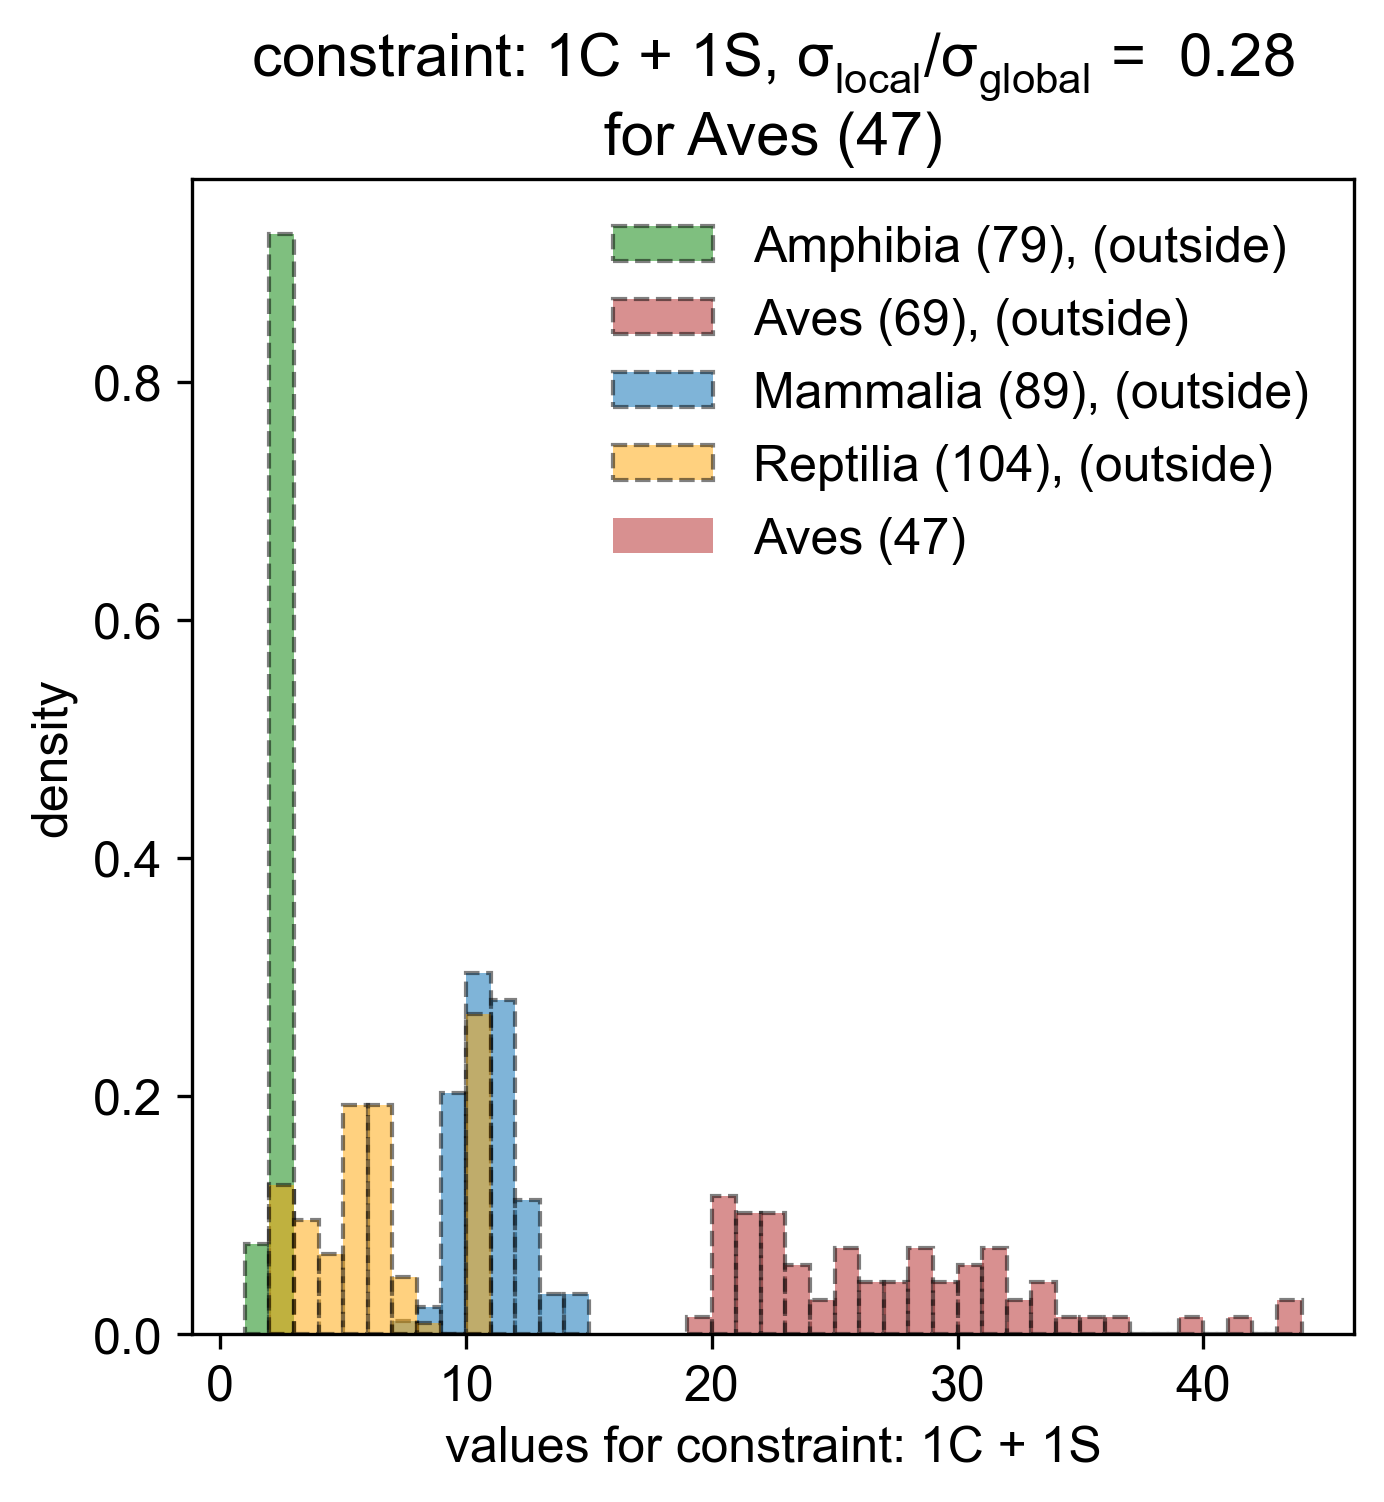 constraint: 1C + 1S, σlocal/σglobal = 0.28
for Aves (47)
Amphibia (79), (outside)
Aves (69), (outside)
Mammalia (89), (outside)
Reptilia (104), (outside)
Aves (47)
density
0.8
0.6
0.4
0.2
0.0
0 10 20 30 40
values for constraint: 1C + 1S